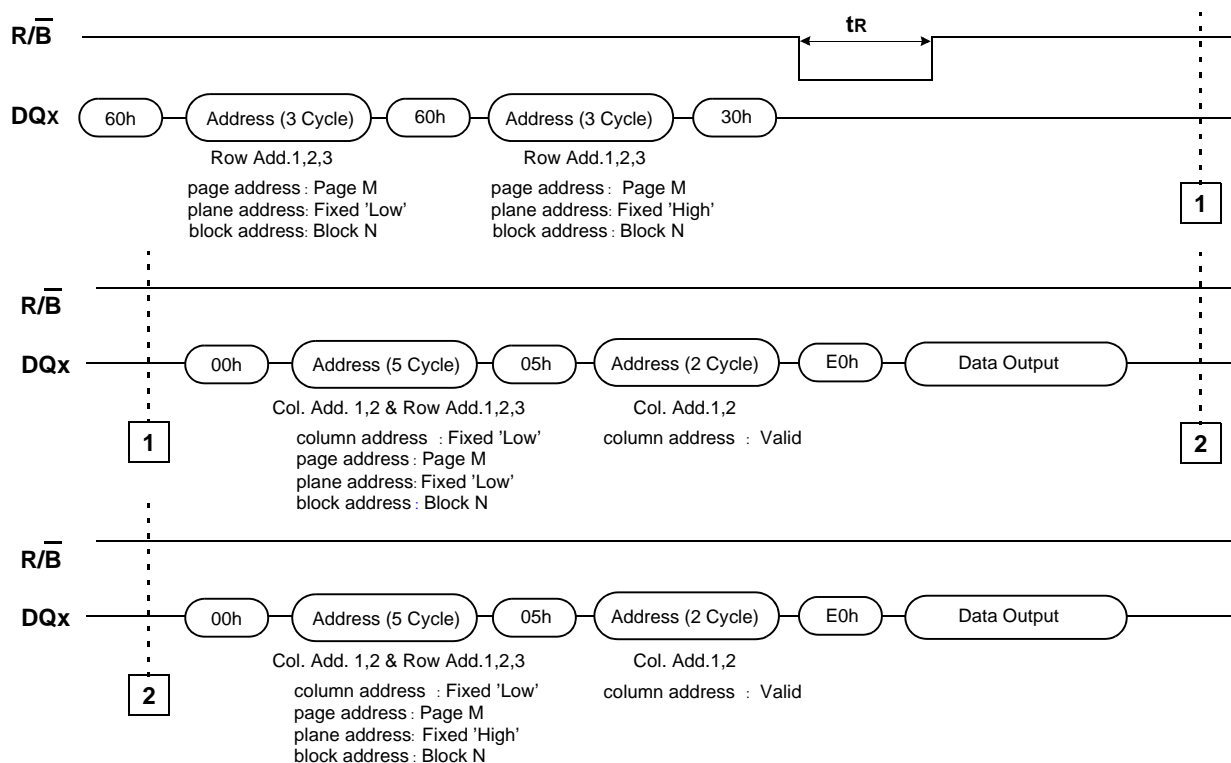 R/B tR
DQx 60h Address (3 Cycle) 60h Address (3 Cycle) 30h
Row Add.1,2,3 Row Add.1,2,3
page address : Page M page address : Page M
plane address: Fixed 'Low' plane address: Fixed 'High'
block address: Block N block address : Block N
1
R/B
DQx 00h Address (5 Cycle) 05h Address (2 Cycle) E0h Data Output
Col. Add. 1,2 & Row Add.1,2,3 Col. Add.1,2
column address : Fixed 'Low' column address : Valid
page address : Page M
plane address: Fixed 'Low'
block address : Block N
1 2
R/B
DQx 00h Address (5 Cycle) 05h Address (2 Cycle) E0h Data Output
Col. Add. 1,2 & Row Add.1,2,3 Col. Add.1,2
column address : Fixed 'Low' column address : Valid
page address : Page M
plane address: Fixed 'High'
block address : Block N
2